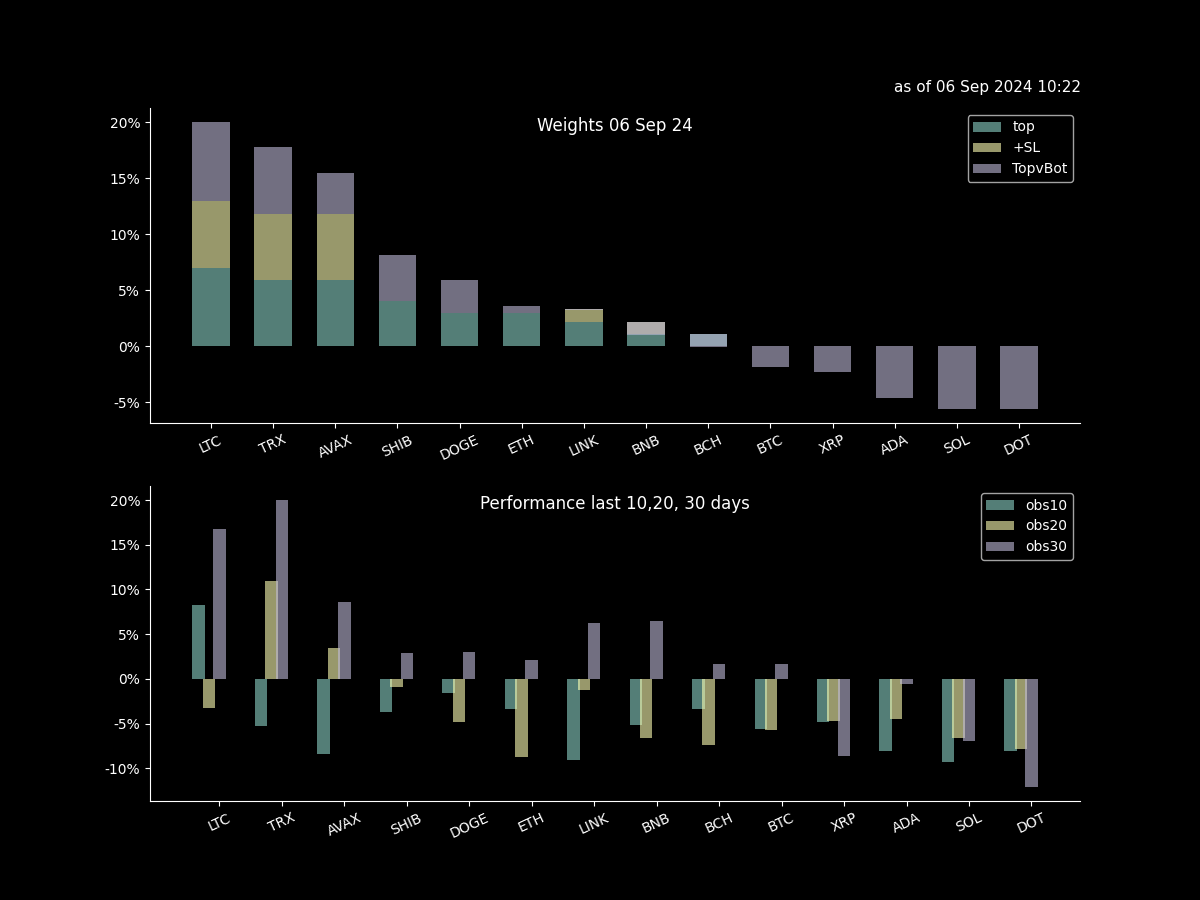 as of 06 Sep 2024 10:22
Weights 06 Sep 24
top
+SL
TopvBot
20%
15%
10%
5%
0%
-5%
LTC TRX AVAX SHIB DOGE ETH LINK BNB BCH BTC XRP ADA SOL DOT
Performance last 10,20, 30 days
obs10
obs20
obs30
20%
15%
10%
5%
0%
-5%
-10%
LTC TRX AVAX SHIB DOGE ETH LINK BNB BCH BTC XRP ADA SOL DOT